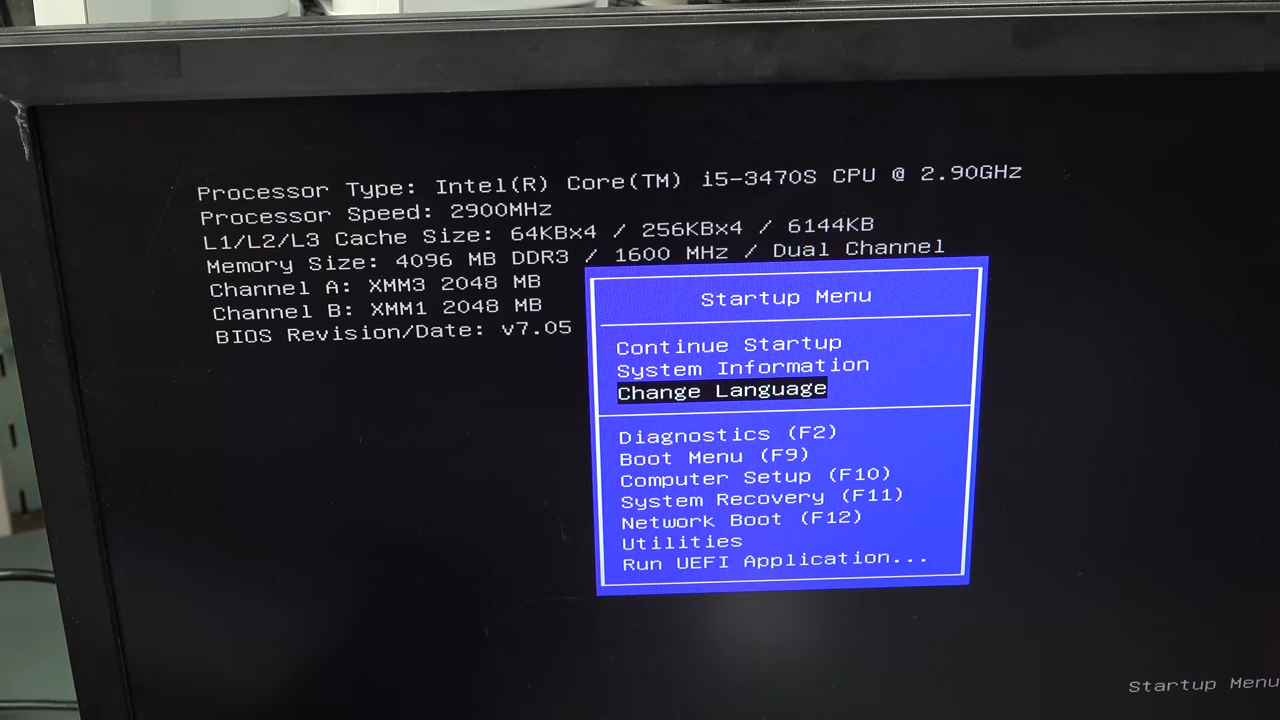 Processor Type: Intel(R) Core(TM) i5-3470S CPU @ 2.90GHz
Processor Speed: 2900MHz
L1/L2/L3 Cache Size: 64KBx4 / 256KBx4 / 6144KB
Memory Size: 4096 MB DDR3 / 1600 MHz / Dual Channel
Channel A: XMM3 2048 MB
Channel B: XMM1 2048 MB
BIOS Revision/Date: v7.05
Startup Menu
Continue Startup
System Information
Change Language
Diagnostics (F2)
Boot Menu (F9)
Computer Setup (F10)
System Recovery (F11)
Network Boot (F12)
Utilities
Run UEFI Application...
Startup Menu